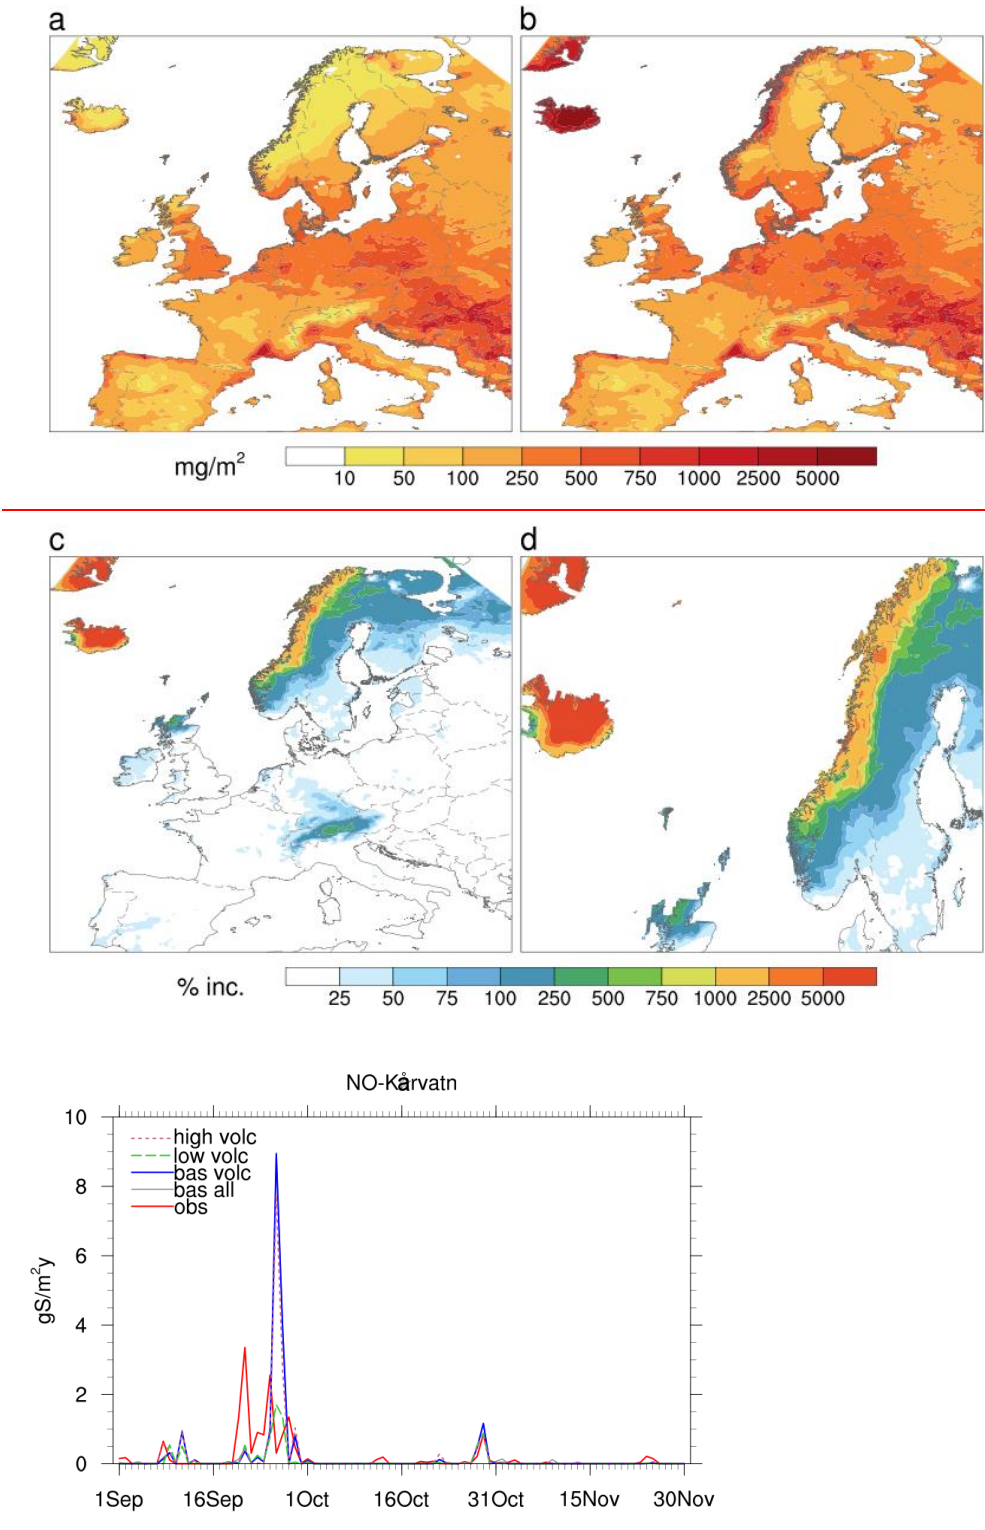 a
b
mg/m²
10 50 100 250 500 750 1000 2500 5000
c
d
% inc.
25 50 75 100 250 500 750 1000 2500 5000
NO-Kårvatn
10
high volc
low volc
bas volc
bas all
obs
8
6
4
2
0
gS/m²y
1Sep 16Sep 1Oct 16Oct 31Oct 15Nov 30Nov